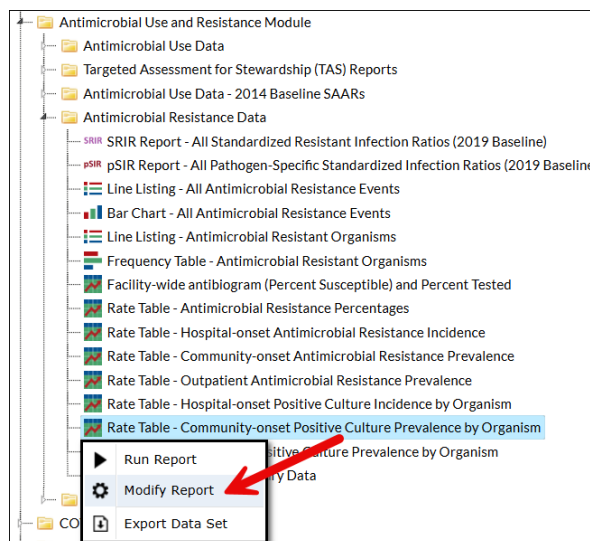 Antimicrobial Use and Resistance Module
Antimicrobial Use Data
Targeted Assessment for Stewardship (TAS) Reports
Antimicrobial Use Data - 2014 Baseline SAARs
Antimicrobial Resistance Data
SRIR SRIR Report - All Standardized Resistant Infection Ratios (2019 Baseline)
pSIR pSIR Report - All Pathogen-Specific Standardized Infection Ratios (2019 Baseline
Line Listing - All Antimicrobial Resistance Events
Bar Chart - All Antimicrobial Resistance Events
Line Listing - Antimicrobial Resistant Organisms
Frequency Table - Antimicrobial Resistant Organisms
Facility-wide antibiogram (Percent Susceptible) and Percent Tested
Rate Table - Antimicrobial Resistance Percentages
Rate Table - Hospital-onset Antimicrobial Resistance Incidence
Rate Table - Community-onset Antimicrobial Resistance Prevalence
Rate Table - Outpatient Antimicrobial Resistance Prevalence
Rate Table - Hospital-onset Positive Culture Incidence by Organism
Rate Table - Community-onset Positive Culture Prevalence by Organism
Run Report sitive Culture Prevalence by Organism
ry Data
Modify Report
CO Export Data Set